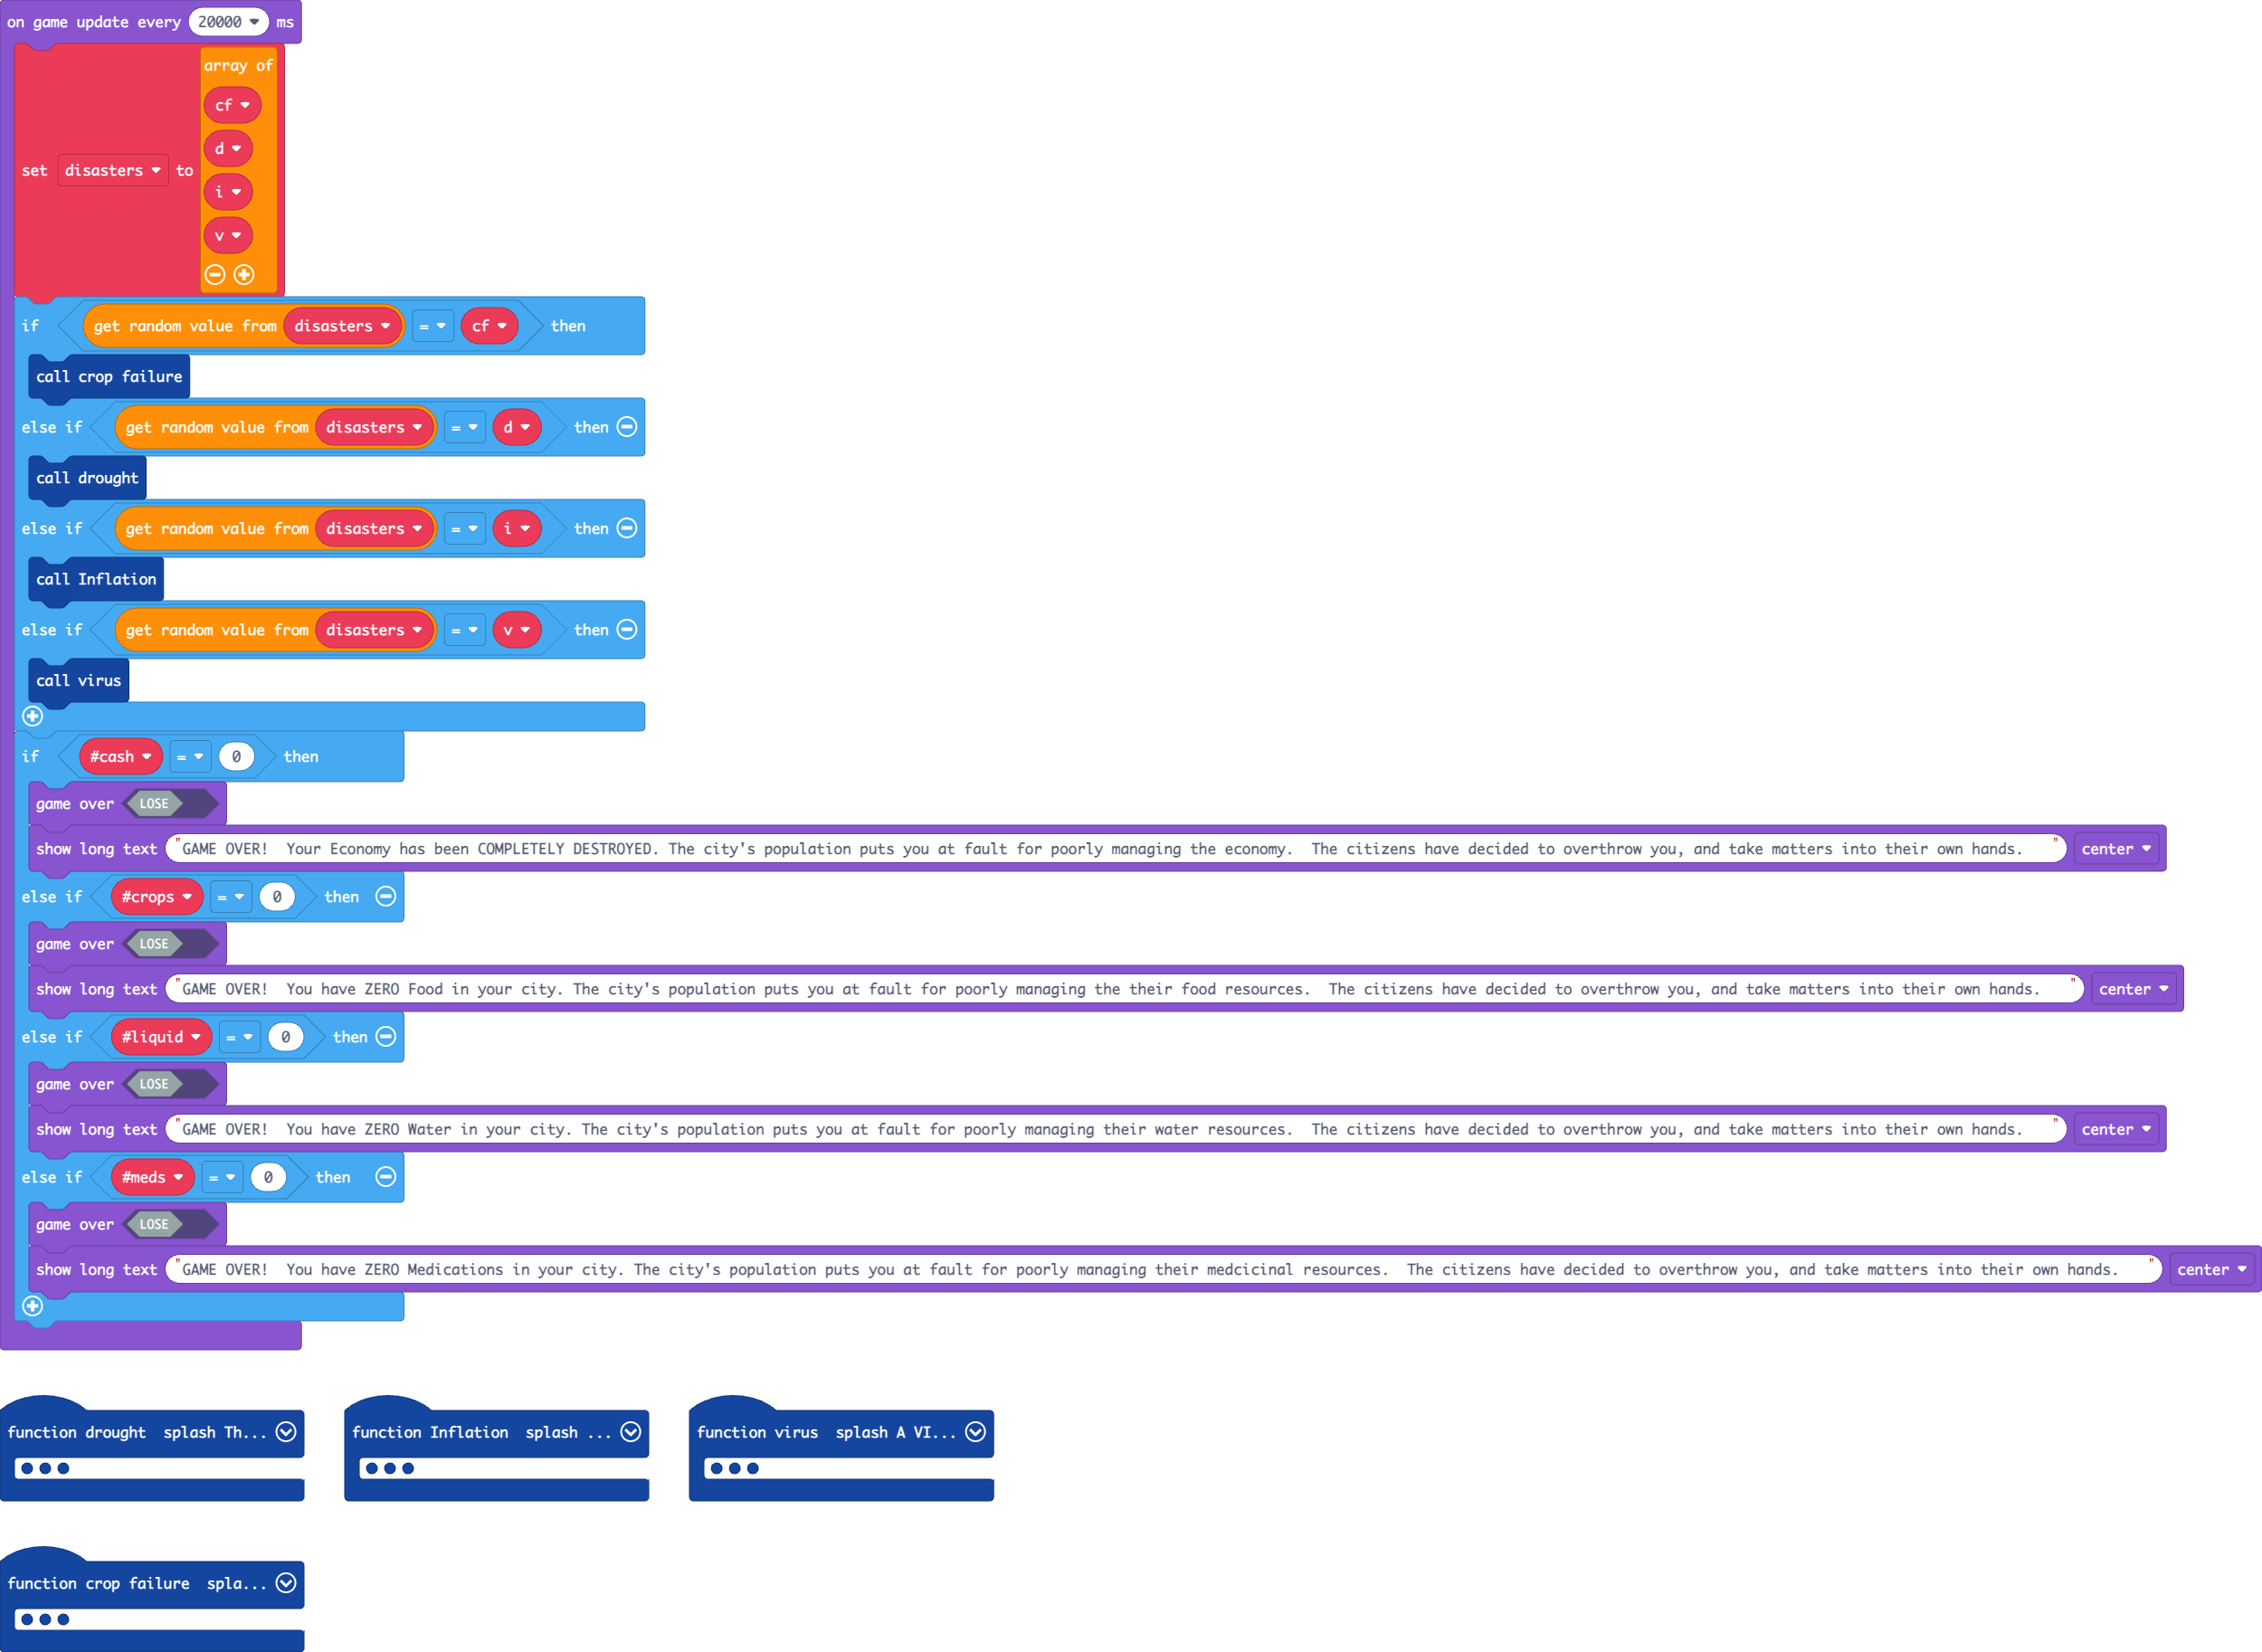 on game update every 20000 ms
array of
cf
d
set disasters to
i
v
if get random value from disasters = cf then
call crop failure
else if get random value from disasters = d then
call drought
else if get random value from disasters = i then
call Inflation
else if get random value from disasters = v then
call virus
if #cash = 0 then
game over LOSE
show long text "GAME OVER!  Your Economy has been COMPLETELY DESTROYED. The city's population puts you at fault for poorly managing the economy.  The citizens have decided to overthrow you, and take matters into their own hands. " center
else if #crops = 0 then
game over LOSE
show long text "GAME OVER!  You have ZERO Food in your city. The city's population puts you at fault for poorly managing the their food resources.  The citizens have decided to overthrow you, and take matters into their own hands. " center
else if #liquid = 0 then
game over LOSE
show long text "GAME OVER!  You have ZERO Water in your city. The city's population puts you at fault for poorly managing their water resources.  The citizens have decided to overthrow you, and take matters into their own hands. " center
else if #meds = 0 then
game over LOSE
show long text "GAME OVER!  You have ZERO Medications in your city. The city's population puts you at fault for poorly managing their medcicinal resources.  The citizens have decided to overthrow you, and take matters into their own hands. " center
function drought  splash Th...
function Inflation  splash ...
function virus  splash A VI...
function crop failure  spla...